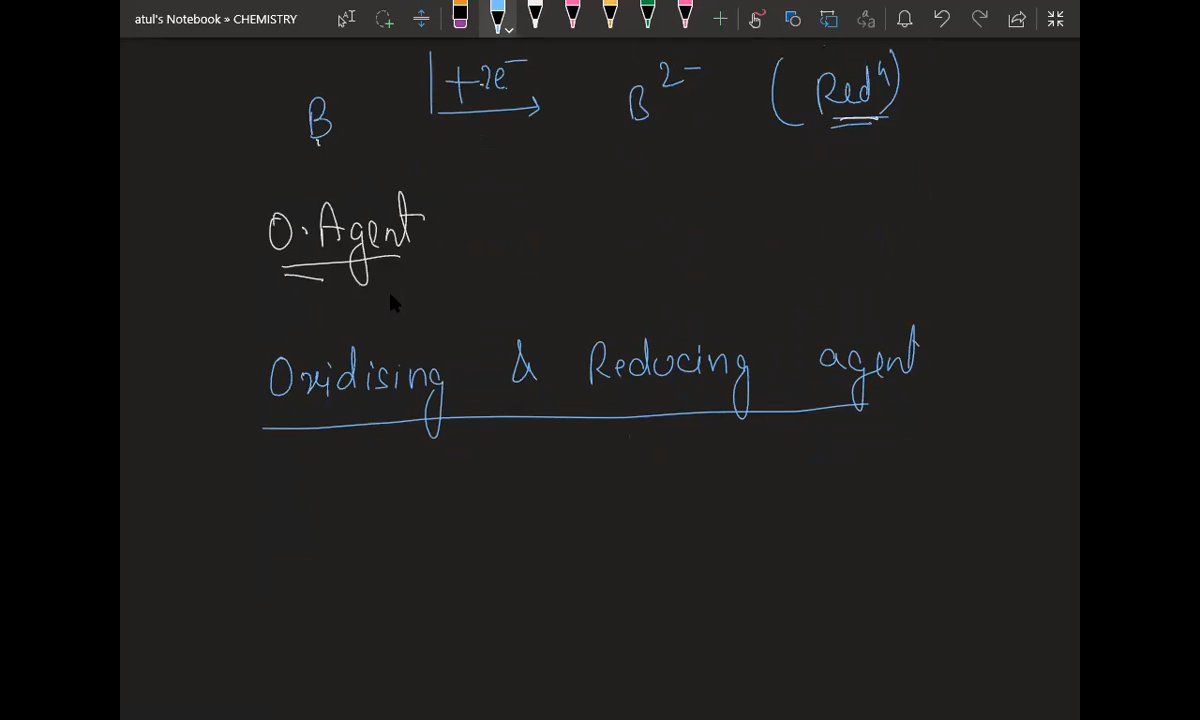 atul's Notebook » CHEMISTRY
B +2e⁻ B²⁻ (Redⁿ)
O. Agent
Oxidising & Reducing agent